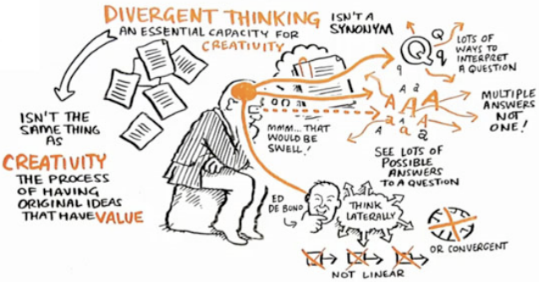 DIVERGENT THINKING
AN ESSENTIAL CAPACITY FOR
CREATIVITY
ISN'T A
SYNONYM
ISN'T THE
SAME THING
AS
CREATIVITY
THE PROCESS
OF HAVING
ORIGINAL IDEAS
THAT HAVE VALUE
MMM...THAT
WOULD BE
SWELL!
Q Q q q
LOTS OF
WAYS TO
INTERPRET
A QUESTION
A a
A A A A
A a a A
MULTIPLE
ANSWERS
NOT
ONE!
SEE LOTS OF
POSSIBLE
ANSWERS
TO A QUESTION
ED
DE BONO
THINK
LATERALLY
OR CONVERGENT
NOT LINEAR